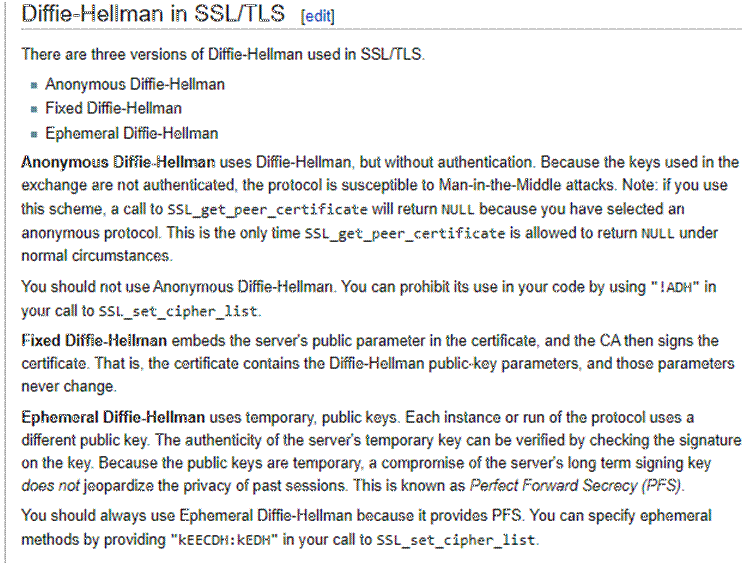 Diffie-Hellman in SSL/TLS [edit]
There are three versions of Diffie-Hellman used in SSL/TLS.
Anonymous Diffie-Hellman
Fixed Diffie-Hellman
Ephemeral Diffie-Hellman
Anonymous Diffie-Hellman uses Diffie-Hellman, but without authentication. Because the keys used in the
exchange are not authenticated, the protocol is susceptible to Man-in-the-Middle attacks. Note: if you use
this scheme, a call to SSL_get_peer_certificate will return NULL because you have selected an
anonymous protocol. This is the only time SSL_get_peer_certificate is allowed to return NULL under
normal circumstances.
You should not use Anonymous Diffie-Hellman. You can prohibit its use in your code by using "!ADH" in
your call to SSL_set_cipher_list.
Fixed Diffie-Hellman embeds the server's public parameter in the certificate, and the CA then signs the
certificate. That is, the certificate contains the Diffie-Hellman public-key parameters, and those parameters
never change.
Ephemeral Diffie-Hellman uses temporary, public keys. Each instance or run of the protocol uses a
different public key. The authenticity of the server's temporary key can be verified by checking the signature
on the key. Because the public keys are temporary, a compromise of the server's long term signing key
does not jeopardize the privacy of past sessions. This is known as Perfect Forward Secrecy (PFS).
You should always use Ephemeral Diffie-Hellman because it provides PFS. You can specify ephemeral
methods by providing "kEECDH:kEDH" in your call to SSL_set_cipher_list.